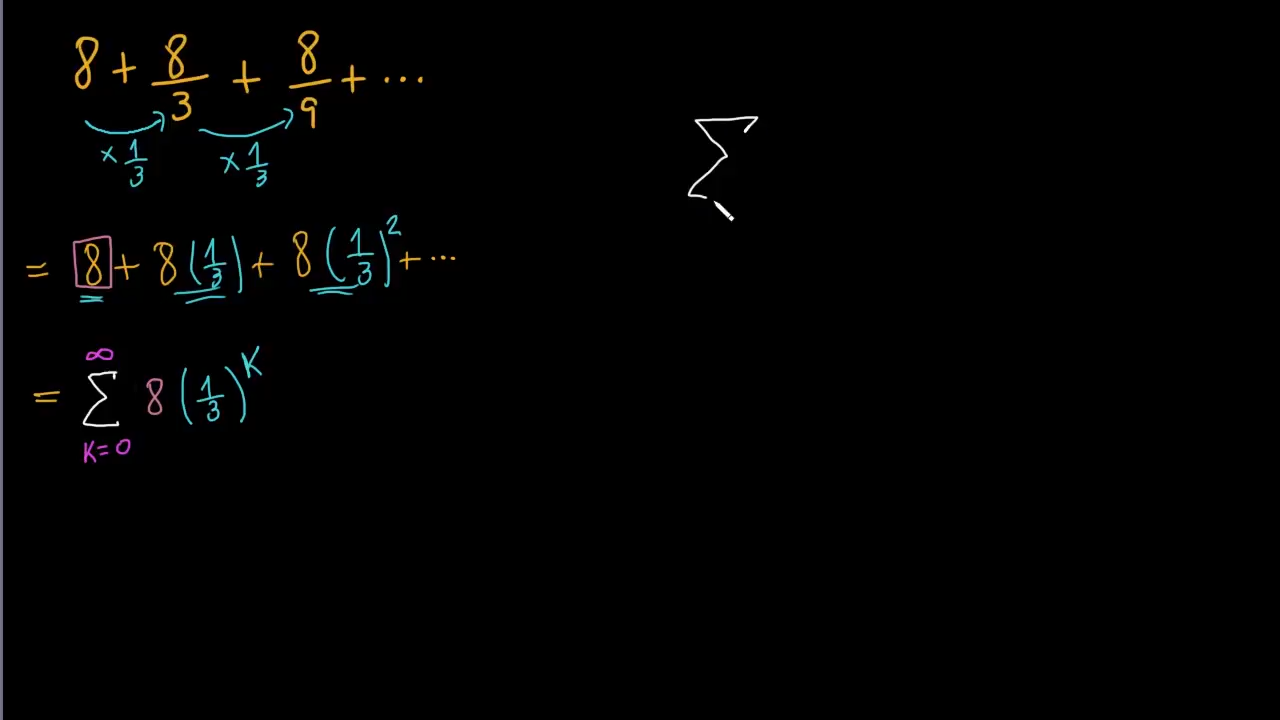 8 + 8/3 + 8/9 + ...
× 1/3 × 1/3
= 8 + 8(1/3) + 8(1/3)² + ...
∞
= Σ 8(1/3)^K
K=0
Σ